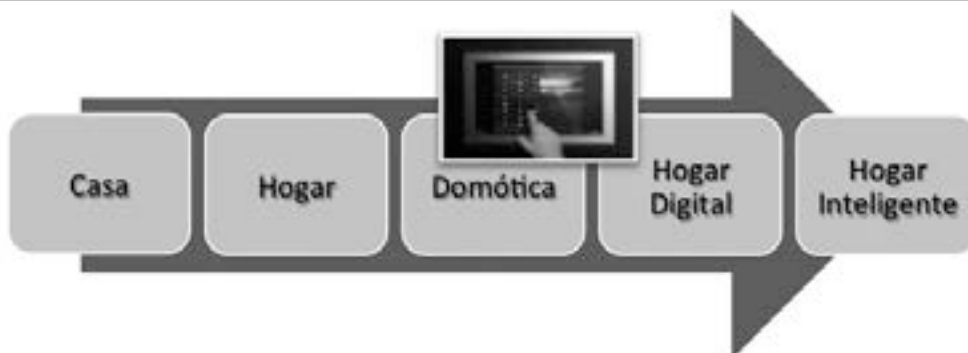 Casa
Hogar
Domótica
Hogar
Digital
Hogar
Inteligente